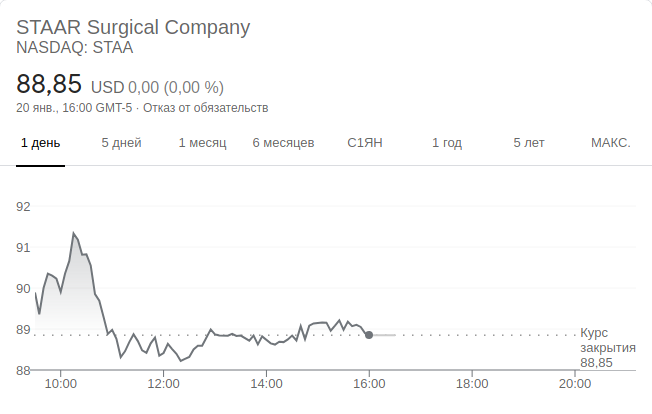 STAAR Surgical Company
NASDAQ: STAA
88,85 USD 0,00 (0,00 %)
20 янв., 16:00 GMT-5 · Отказ от обязательств
1 день 5 дней 1 месяц 6 месяцев С1ЯН 1 год 5 лет МАКС.
92
91
90
89
88
Курс
закрытия
88,85
10:00 12:00 14:00 16:00 18:00 20:00